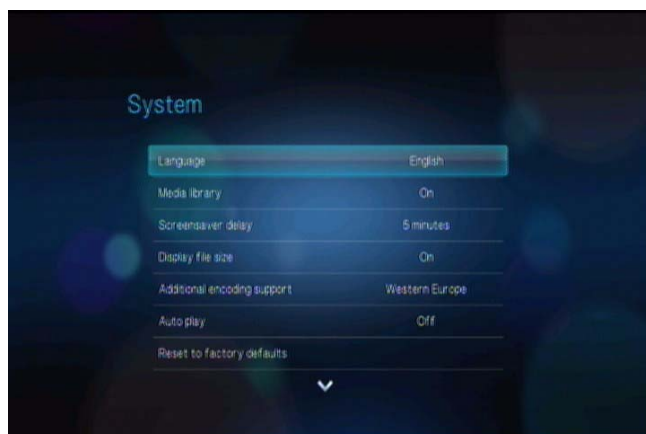 System
Language English
Media library On
Screensaver delay 5 minutes
Display file size On
Additional encoding support Western Europe
Auto play Off
Reset to factory defaults